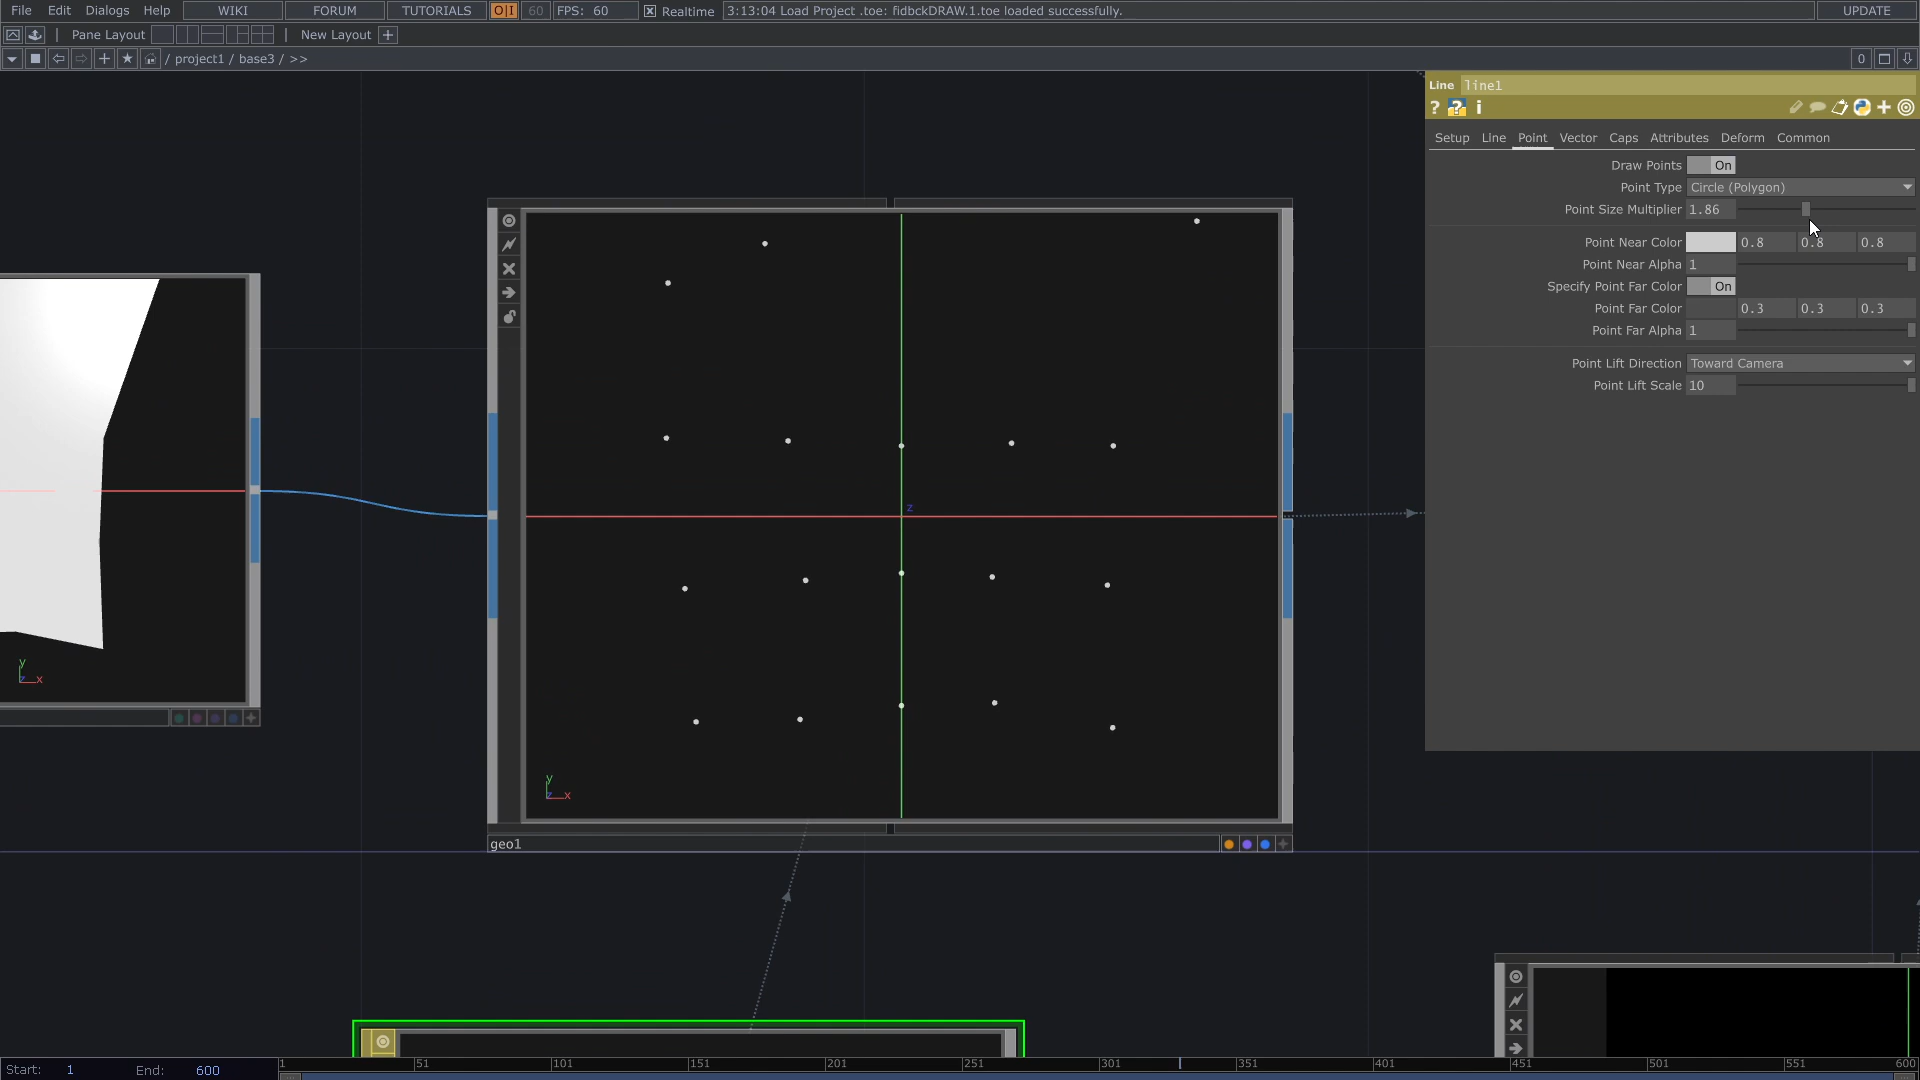 File Edit Dialogs Help WIKI FORUM TUTORIALS O|I 60 FPS: 60 Realtime 3:13:04 Load Project .toe: fidbckDRAW.1.toe loaded successfully. UPDATE
Pane Layout New Layout +
/ project1 / base3 / >> 0
Line line1
? ? i
Setup Line Point Vector Caps Attributes Deform Common
Draw Points On
Point Type Circle (Polygon)
Point Size Multiplier 1.86
Point Near Color 0.8 0.8 0.8
Point Near Alpha 1
Specify Point Far Color On
Point Far Color 0.3 0.3 0.3
Point Far Alpha 1
Point Lift Direction Toward Camera
Point Lift Scale 10
z
y
z x
y
z x
geo1
Start: 1 End: 600 1 51 101 151 201 251 301 351 401 451 501 551 600